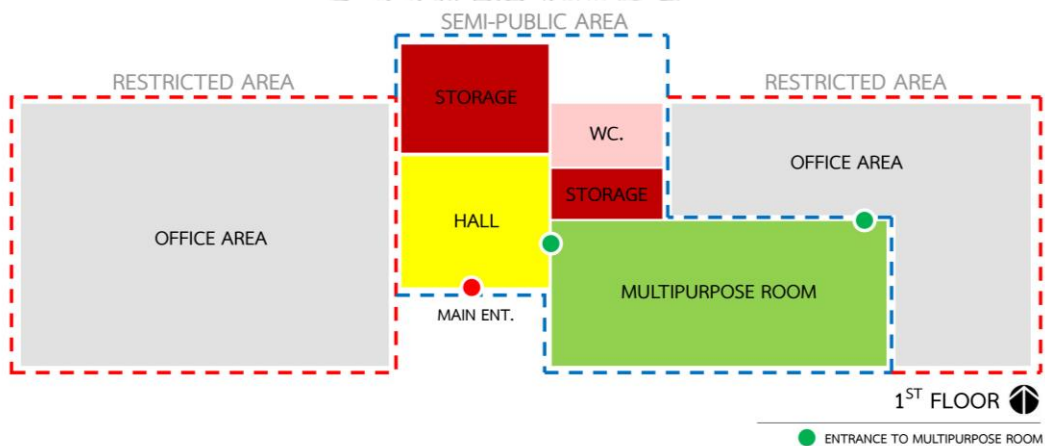 SEMI-PUBLIC AREA
RESTRICTED AREA
RESTRICTED AREA
STORAGE
WC.
OFFICE AREA
STORAGE
HALL
OFFICE AREA
MULTIPURPOSE ROOM
MAIN ENT.
1ST FLOOR
ENTRANCE TO MULTIPURPOSE ROOM